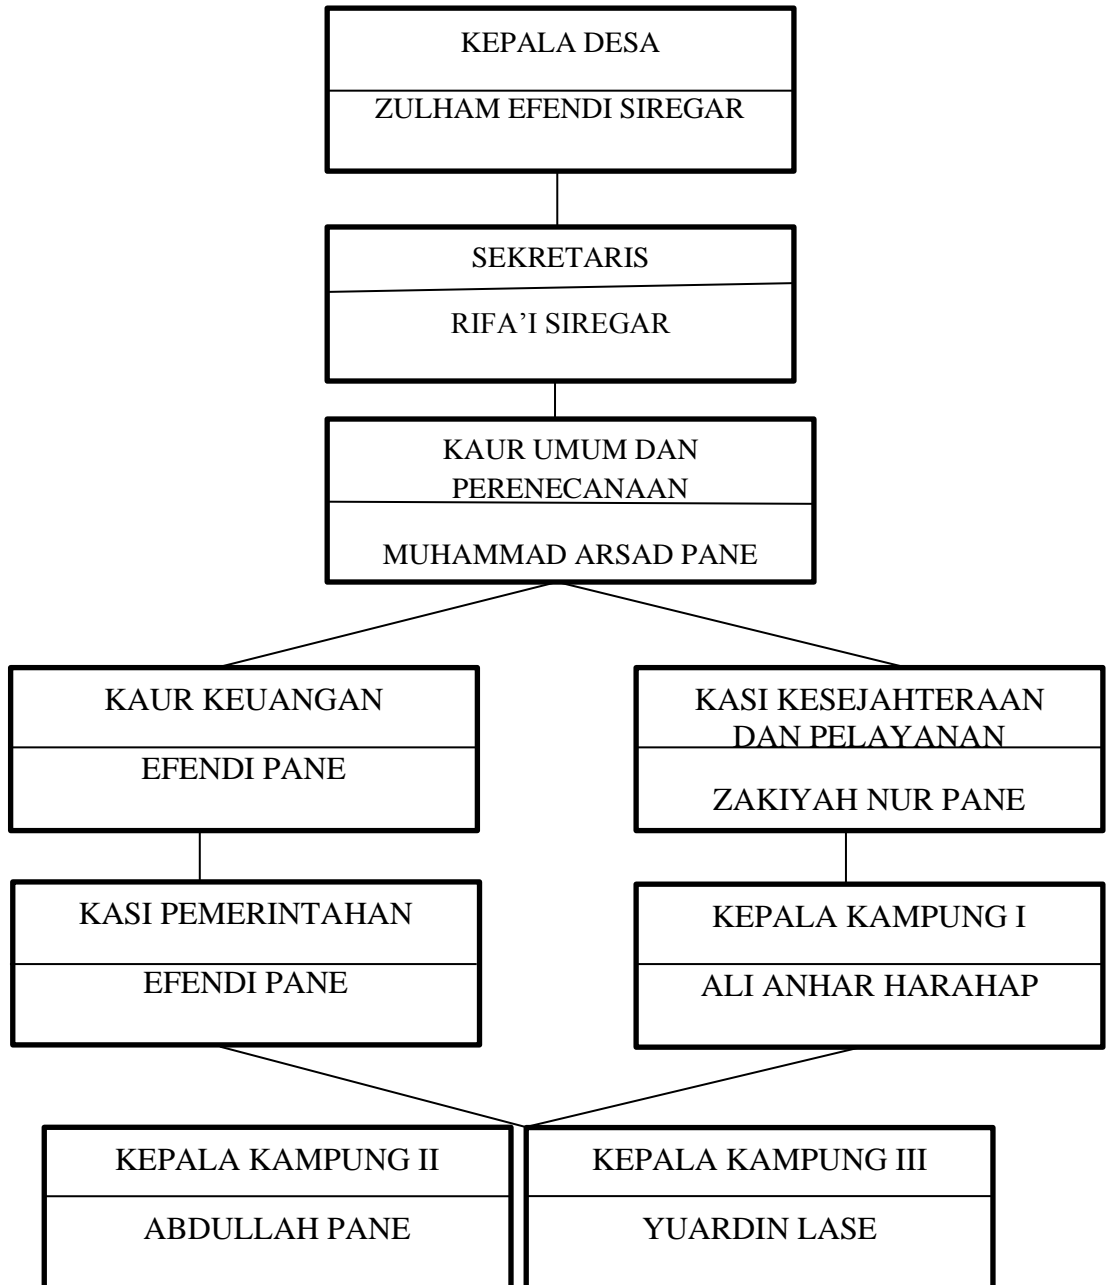 KEPALA DESA
ZULHAM EFENDI SIREGAR
SEKRETARIS
RIFA’I SIREGAR
KAUR UMUM DAN
PERENECANAAN
MUHAMMAD ARSAD PANE
KAUR KEUANGAN
EFENDI PANE
KASI KESEJAHTERAAN
DAN PELAYANAN
ZAKIYAH NUR PANE
KASI PEMERINTAHAN
EFENDI PANE
KEPALA KAMPUNG I
ALI ANHAR HARAHAP
KEPALA KAMPUNG II
ABDULLAH PANE
KEPALA KAMPUNG III
YUARDIN LASE